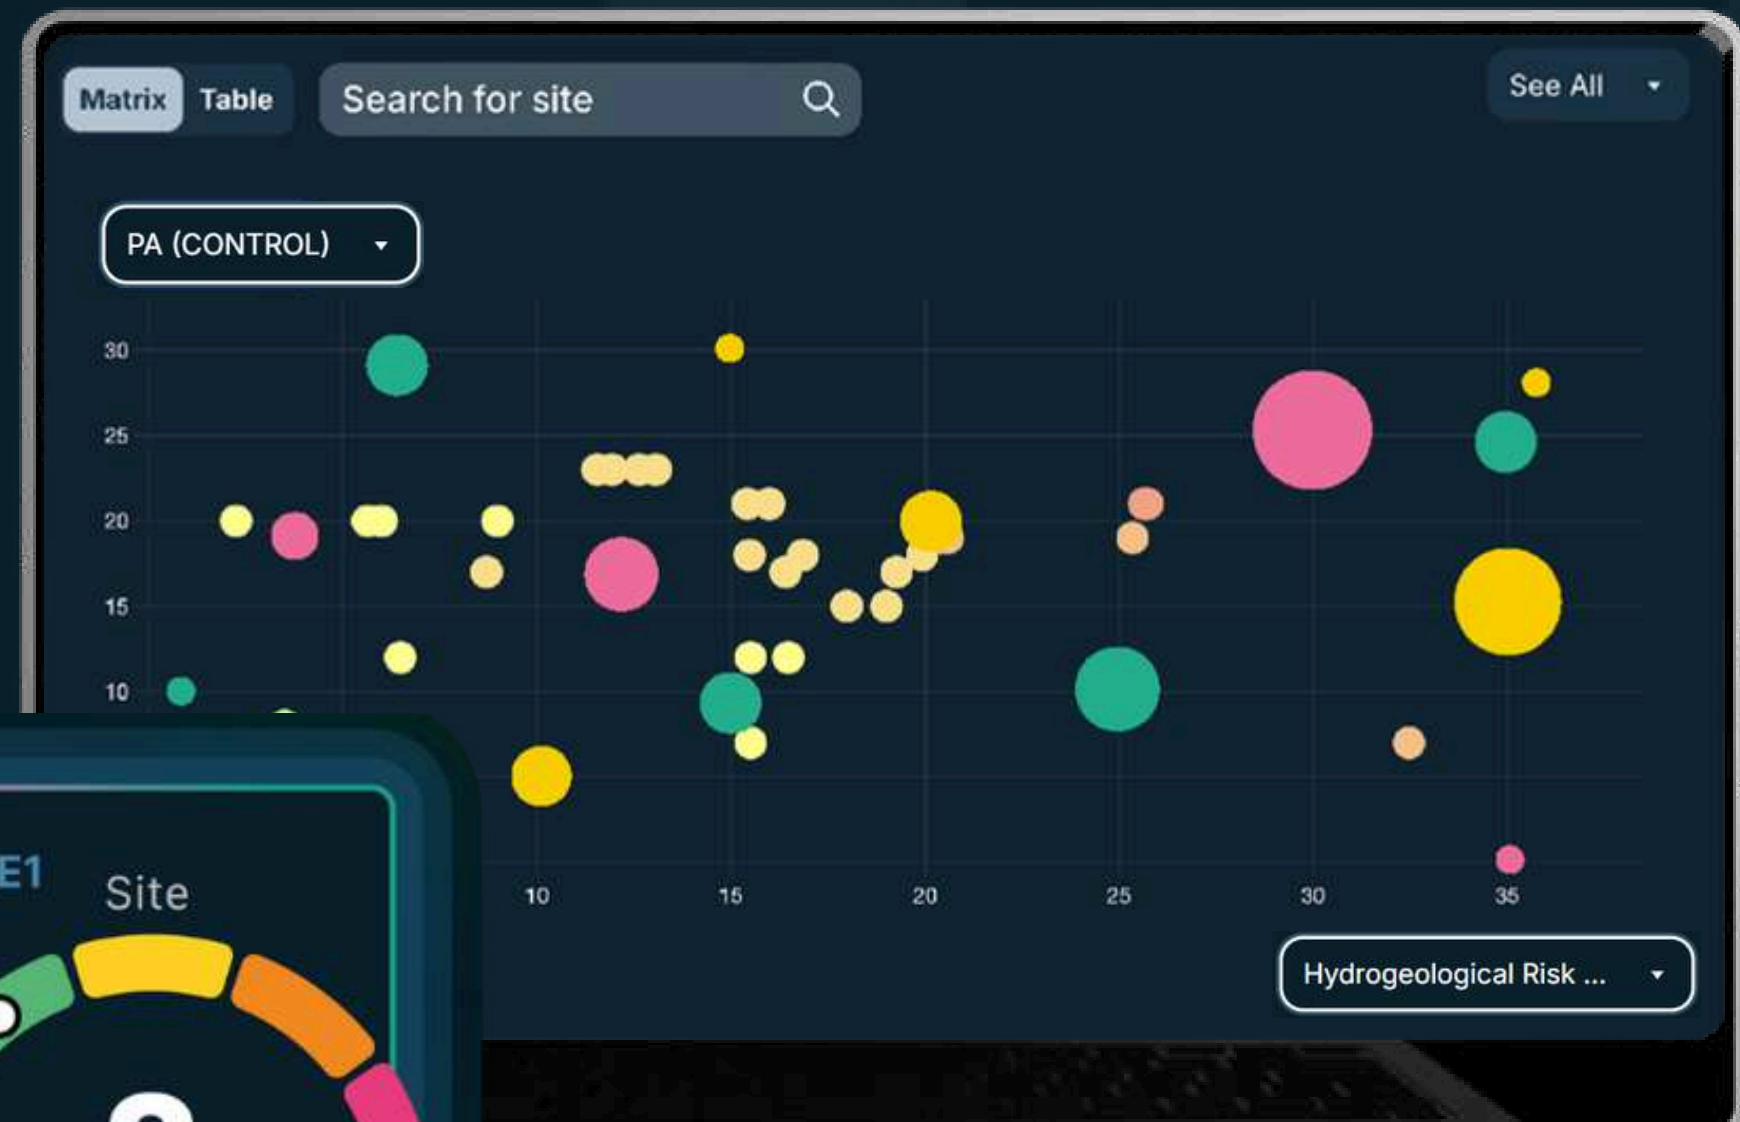 Matrix Table Search for site See All
PA (CONTROL)
30
25
20
15
10
10 15 20 25 30 35
Hydrogeological Risk ...
E1
Site